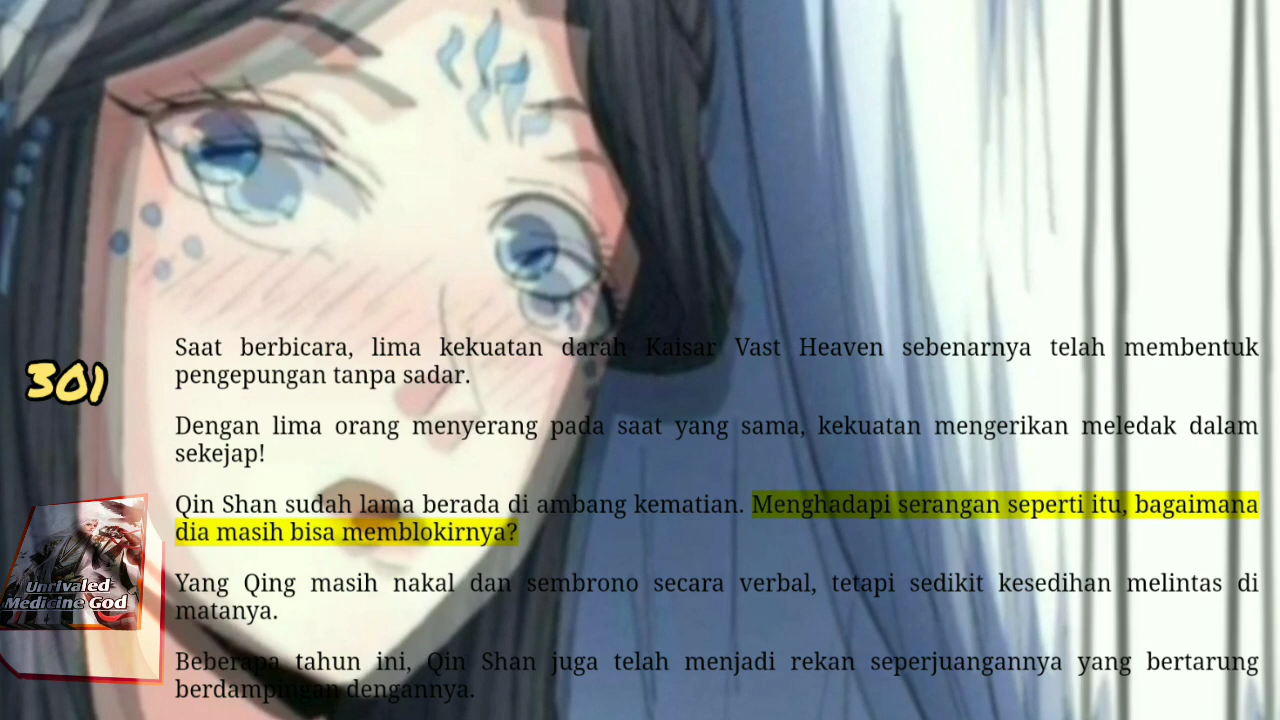 Saat berbicara, lima kekuatan darah Kaisar Vast Heaven sebenarnya telah membentuk
pengepungan tanpa sadar.
Dengan lima orang menyerang pada saat yang sama, kekuatan mengerikan meledak dalam
sekejap!
Qin Shan sudah lama berada di ambang kematian. Menghadapi serangan seperti itu, bagaimana
dia masih bisa memblokirnya?
Yang Qing masih nakal dan sembrono secara verbal, tetapi sedikit kesedihan melintas di
matanya.
Beberapa tahun ini, Qin Shan juga telah menjadi rekan seperjuangannya yang bertarung
berdampingan dengannya.
301
Unrivaled
Medicine God